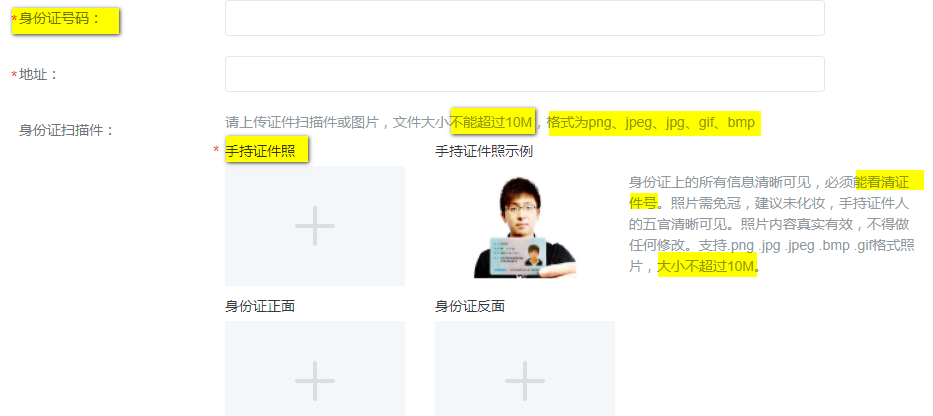 *身份证号码：
*地址：
身份证扫描件：
请上传证件扫描件或图片，文件大小不能超过10M，格式为png、jpeg、jpg、gif、bmp
* 手持证件照
手持证件照示例
身份证上的所有信息清晰可见，必须能看清证
件号。照片需免冠，建议未化妆，手持证件人
的五官清晰可见。照片内容真实有效，不得做
任何修改。支持.png .jpg .jpeg .bmp .gif格式照
片，大小不超过10M。
身份证正面
身份证反面